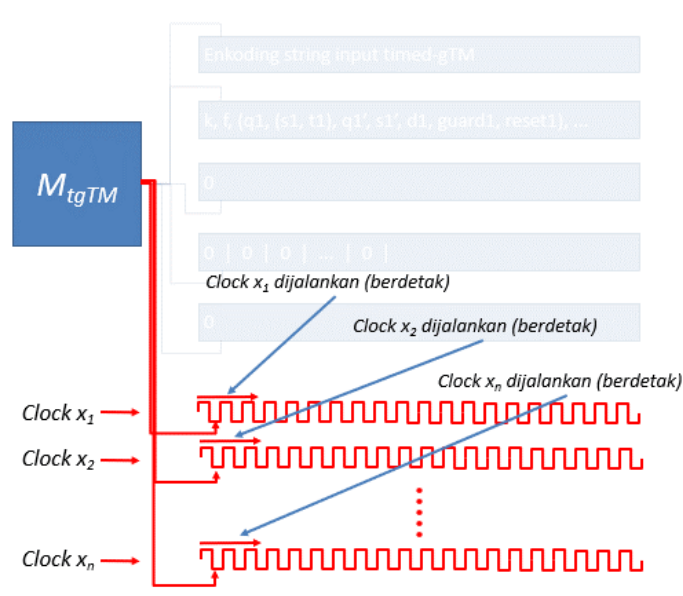 Enkoding string input timed-gTM
k, f, (q1, (s1, t1), q1', s1', d1, guard1, reset1), ...
M_tgTM
0
0 | 0 | 0 | ... | 0 |
Clock x₁ dijalankan (berdetak)
0
Clock x₂ dijalankan (berdetak)
Clock xₙ dijalankan (berdetak)
Clock x₁
Clock x₂
Clock xₙ